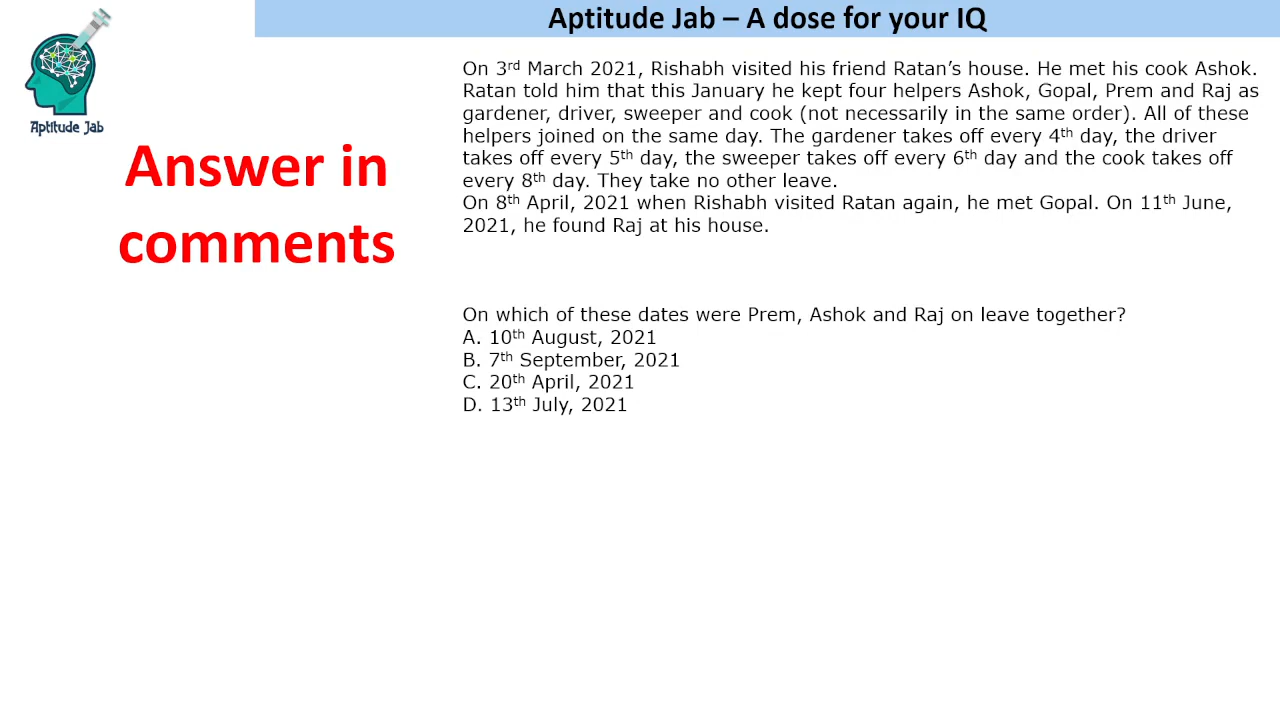 Aptitude Jab – A dose for your IQ
Aptitude Jab
Answer in
comments
On 3rd March 2021, Rishabh visited his friend Ratan’s house. He met his cook Ashok.
Ratan told him that this January he kept four helpers Ashok, Gopal, Prem and Raj as
gardener, driver, sweeper and cook (not necessarily in the same order). All of these
helpers joined on the same day. The gardener takes off every 4th day, the driver
takes off every 5th day, the sweeper takes off every 6th day and the cook takes off
every 8th day. They take no other leave.
On 8th April, 2021 when Rishabh visited Ratan again, he met Gopal. On 11th June,
2021, he found Raj at his house.
On which of these dates were Prem, Ashok and Raj on leave together?
A. 10th August, 2021
B. 7th September, 2021
C. 20th April, 2021
D. 13th July, 2021